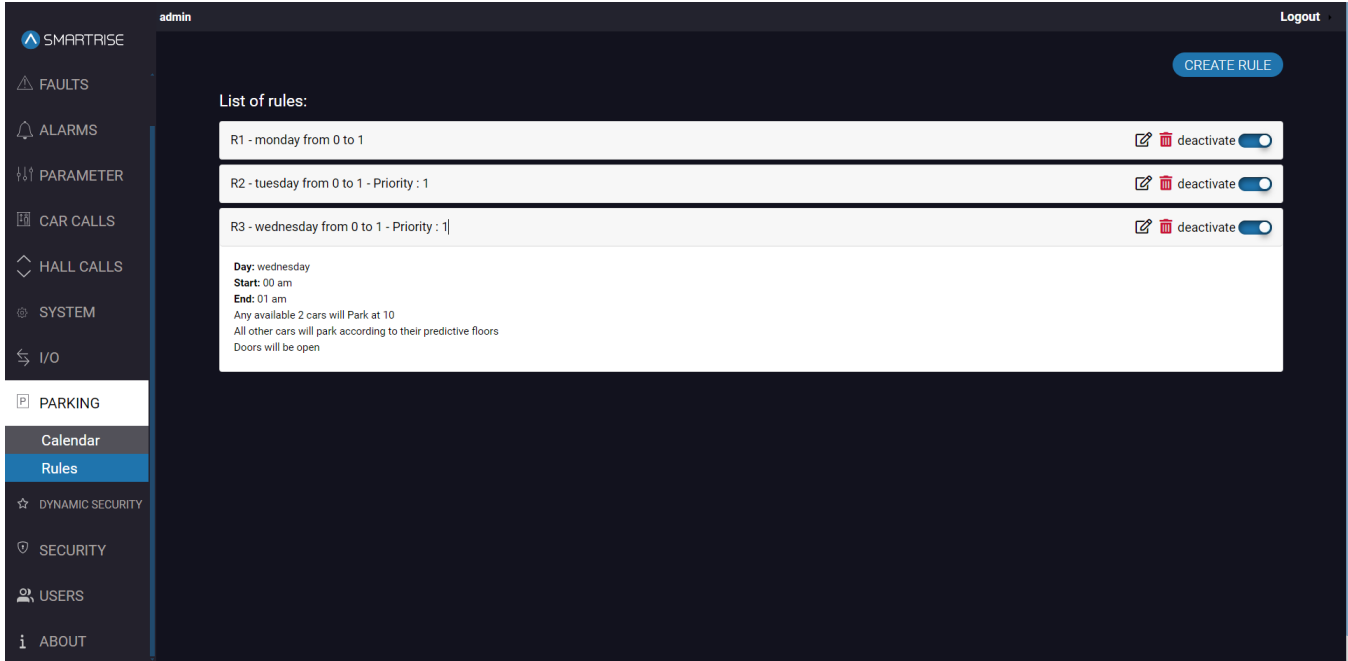 admin
Logout
SMARTRISE
FAULTS
ALARMS
PARAMETER
CAR CALLS
HALL CALLS
SYSTEM
I/O
P PARKING
Calendar
Rules
DYNAMIC SECURITY
SECURITY
USERS
ABOUT
CREATE RULE
List of rules:
R1 - monday from 0 to 1
deactivate
R2 - tuesday from 0 to 1 - Priority : 1
deactivate
R3 - wednesday from 0 to 1 - Priority : 1
deactivate
Day: wednesday
Start: 00 am
End: 01 am
Any available 2 cars will Park at 10
All other cars will park according to their predictive floors
Doors will be open